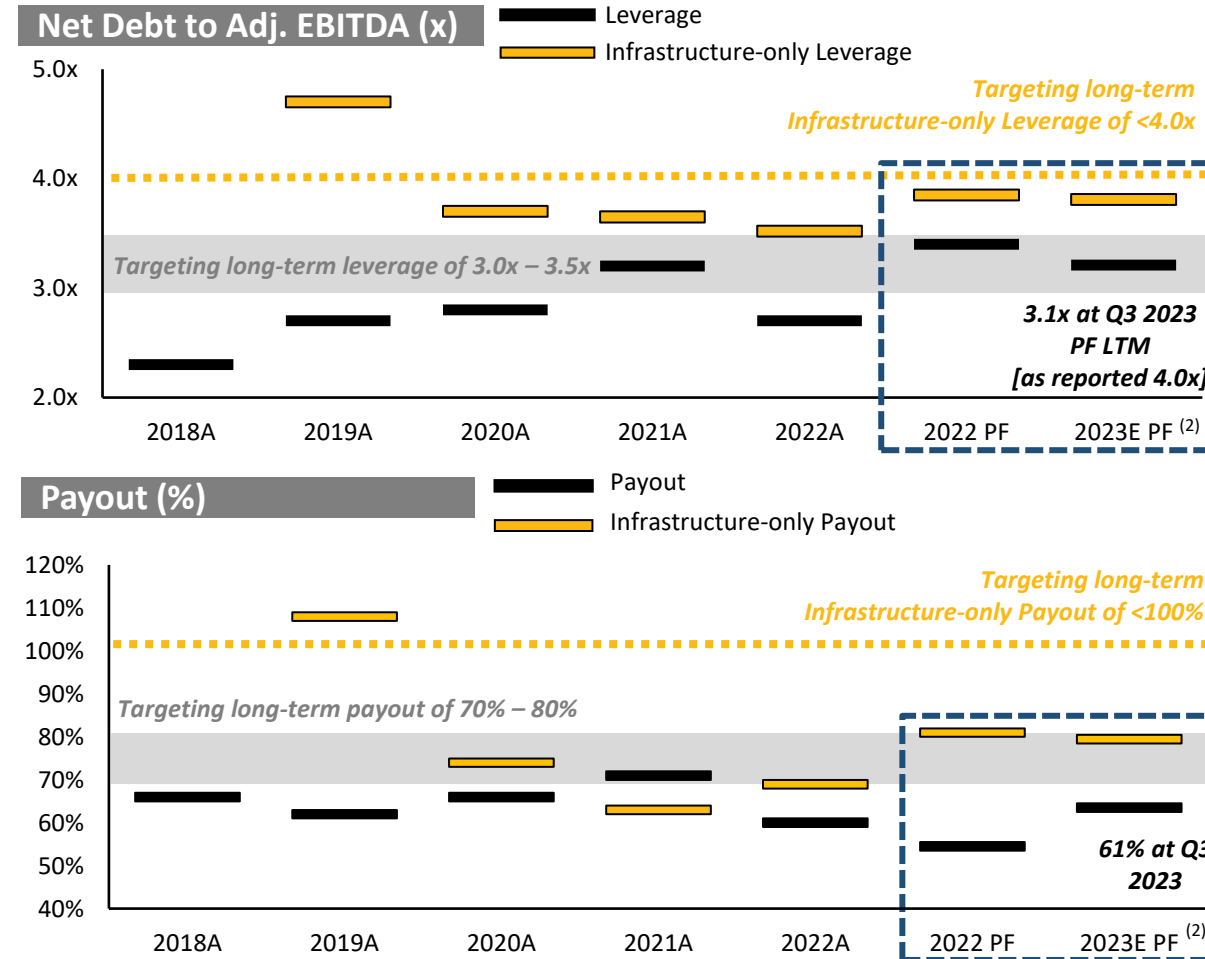 Net Debt to Adj. EBITDA (x)
Leverage
Infrastructure-only Leverage
5.0x
4.0x
3.0x
2.0x
Targeting long-term
Infrastructure-only Leverage of <4.0x
Targeting long-term leverage of 3.0x – 3.5x
3.1x at Q3 2023
PF LTM
[as reported 4.0x]
2018A 2019A 2020A 2021A 2022A 2022 PF 2023E PF (2)
Payout (%)
Payout
Infrastructure-only Payout
120%
110%
100%
90%
80%
70%
60%
50%
40%
Targeting long-term
Infrastructure-only Payout of <100%
Targeting long-term payout of 70% – 80%
61% at Q3
2023
2018A 2019A 2020A 2021A 2022A 2022 PF 2023E PF (2)